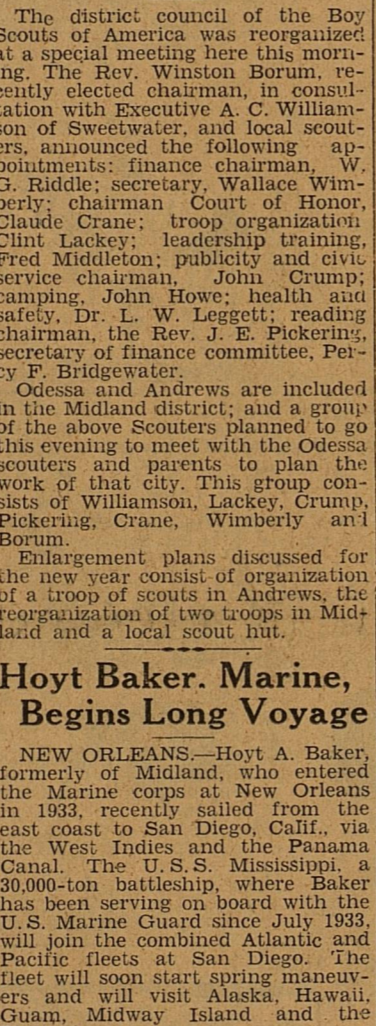 The district council of the Boy
Scouts of America was reorganized
at a special meeting here this morn-
ing. The Rev. Winston Borum, re-
cently elected chairman, in consul-
tation with Executive A. C. William-
son of Sweetwater, and local scout-
ers, announced the following ap-
pointments: finance chairman, W.
G. Riddle; secretary, Wallace Wim-
berly; chairman Court of Honor,
Claude Crane; troop organization
Clint Lackey; leadership training,
Fred Middleton; publicity and civic
service chairman, John Crump;
camping, John Howe; health and
safety, Dr. L. W. Leggett; reading
chairman, the Rev. J. E. Pickering,
secretary of finance committee, Per-
cy F. Bridgewater.
Odessa and Andrews are included
in the Midland district; and a group
of the above Scouters planned to go
this evening to meet with the Odessa
scouters and parents to plan the
work of that city. This group con-
sists of Williamson, Lackey, Crump,
Pickering, Crane, Wimberly and
Borum.
Enlargement plans discussed for
the new year consist of organization
of a troop of scouts in Andrews, the
reorganization of two troops in Mid-
land and a local scout hut.
Hoyt Baker. Marine,
Begins Long Voyage
NEW ORLEANS.—Hoyt A. Baker,
formerly of Midland, who entered
the Marine corps at New Orleans
in 1933, recently sailed from the
east coast to San Diego, Calif., via
the West Indies and the Panama
Canal. The U. S. S. Mississippi, a
30,000-ton battleship, where Baker
has been serving on board with the
U. S. Marine Guard since July 1933,
will join the combined Atlantic and
Pacific fleets at San Diego. The
fleet will soon start spring maneuv-
ers and will visit Alaska, Hawaii,
Guam, Midway Island and the